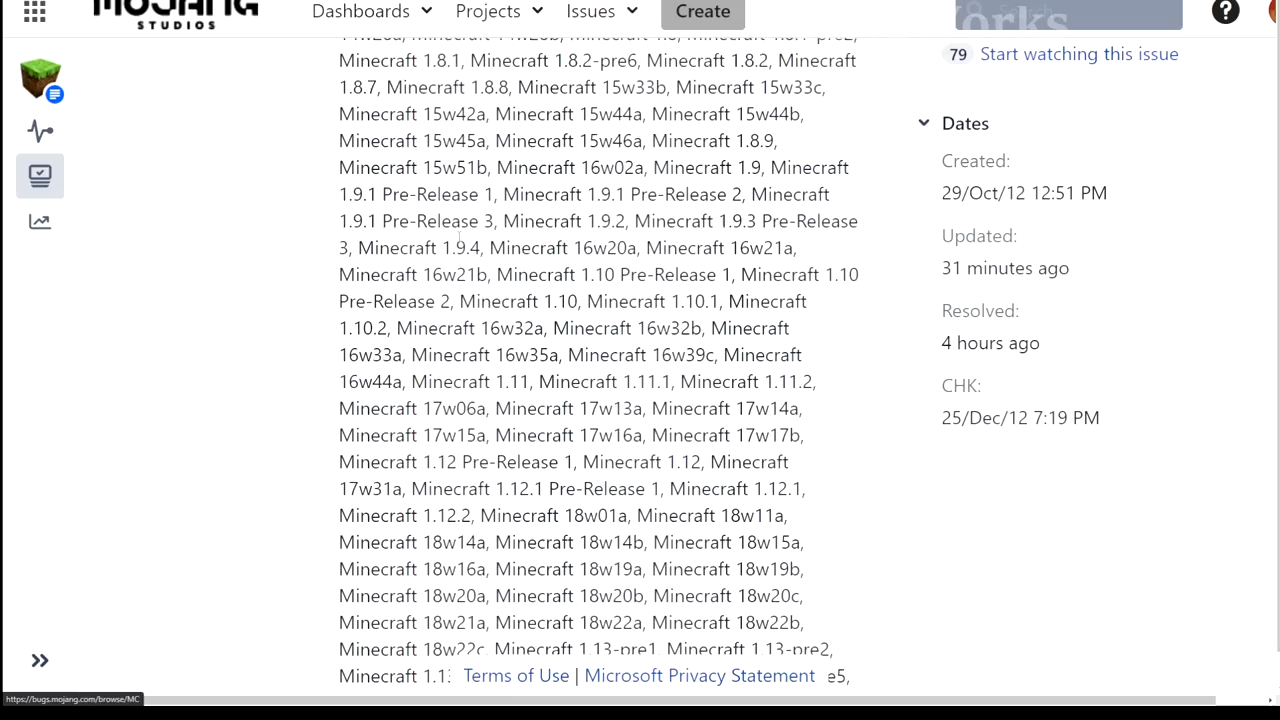 MOJANG
STUDIOS
Dashboards
Projects
Issues
Create
Minecraft 1.8.1, Minecraft 1.8.2-pre6, Minecraft 1.8.2, Minecraft
1.8.7, Minecraft 1.8.8, Minecraft 15w33b, Minecraft 15w33c,
Minecraft 15w42a, Minecraft 15w44a, Minecraft 15w44b,
Minecraft 15w45a, Minecraft 15w46a, Minecraft 1.8.9,
Minecraft 15w51b, Minecraft 16w02a, Minecraft 1.9, Minecraft
1.9.1 Pre-Release 1, Minecraft 1.9.1 Pre-Release 2, Minecraft
1.9.1 Pre-Release 3, Minecraft 1.9.2, Minecraft 1.9.3 Pre-Release
3, Minecraft 1.9.4, Minecraft 16w20a, Minecraft 16w21a,
Minecraft 16w21b, Minecraft 1.10 Pre-Release 1, Minecraft 1.10
Pre-Release 2, Minecraft 1.10, Minecraft 1.10.1, Minecraft
1.10.2, Minecraft 16w32a, Minecraft 16w32b, Minecraft
16w33a, Minecraft 16w35a, Minecraft 16w39c, Minecraft
16w44a, Minecraft 1.11, Minecraft 1.11.1, Minecraft 1.11.2,
Minecraft 17w06a, Minecraft 17w13a, Minecraft 17w14a,
Minecraft 17w15a, Minecraft 17w16a, Minecraft 17w17b,
Minecraft 1.12 Pre-Release 1, Minecraft 1.12, Minecraft
17w31a, Minecraft 1.12.1 Pre-Release 1, Minecraft 1.12.1,
Minecraft 1.12.2, Minecraft 18w01a, Minecraft 18w11a,
Minecraft 18w14a, Minecraft 18w14b, Minecraft 18w15a,
Minecraft 18w16a, Minecraft 18w19a, Minecraft 18w19b,
Minecraft 18w20a, Minecraft 18w20b, Minecraft 18w20c,
Minecraft 18w21a, Minecraft 18w22a, Minecraft 18w22b,
Minecraft 18w22c, Minecraft 1.13-pre1, Minecraft 1.13-pre2,
Minecraft e5,
Terms of Use | Microsoft Privacy Statement
79 Start watching this issue
Dates
Created:
29/Oct/12 12:51 PM
Updated:
31 minutes ago
Resolved:
4 hours ago
CHK:
25/Dec/12 7:19 PM
https://bugs.mojang.com/browse/MC